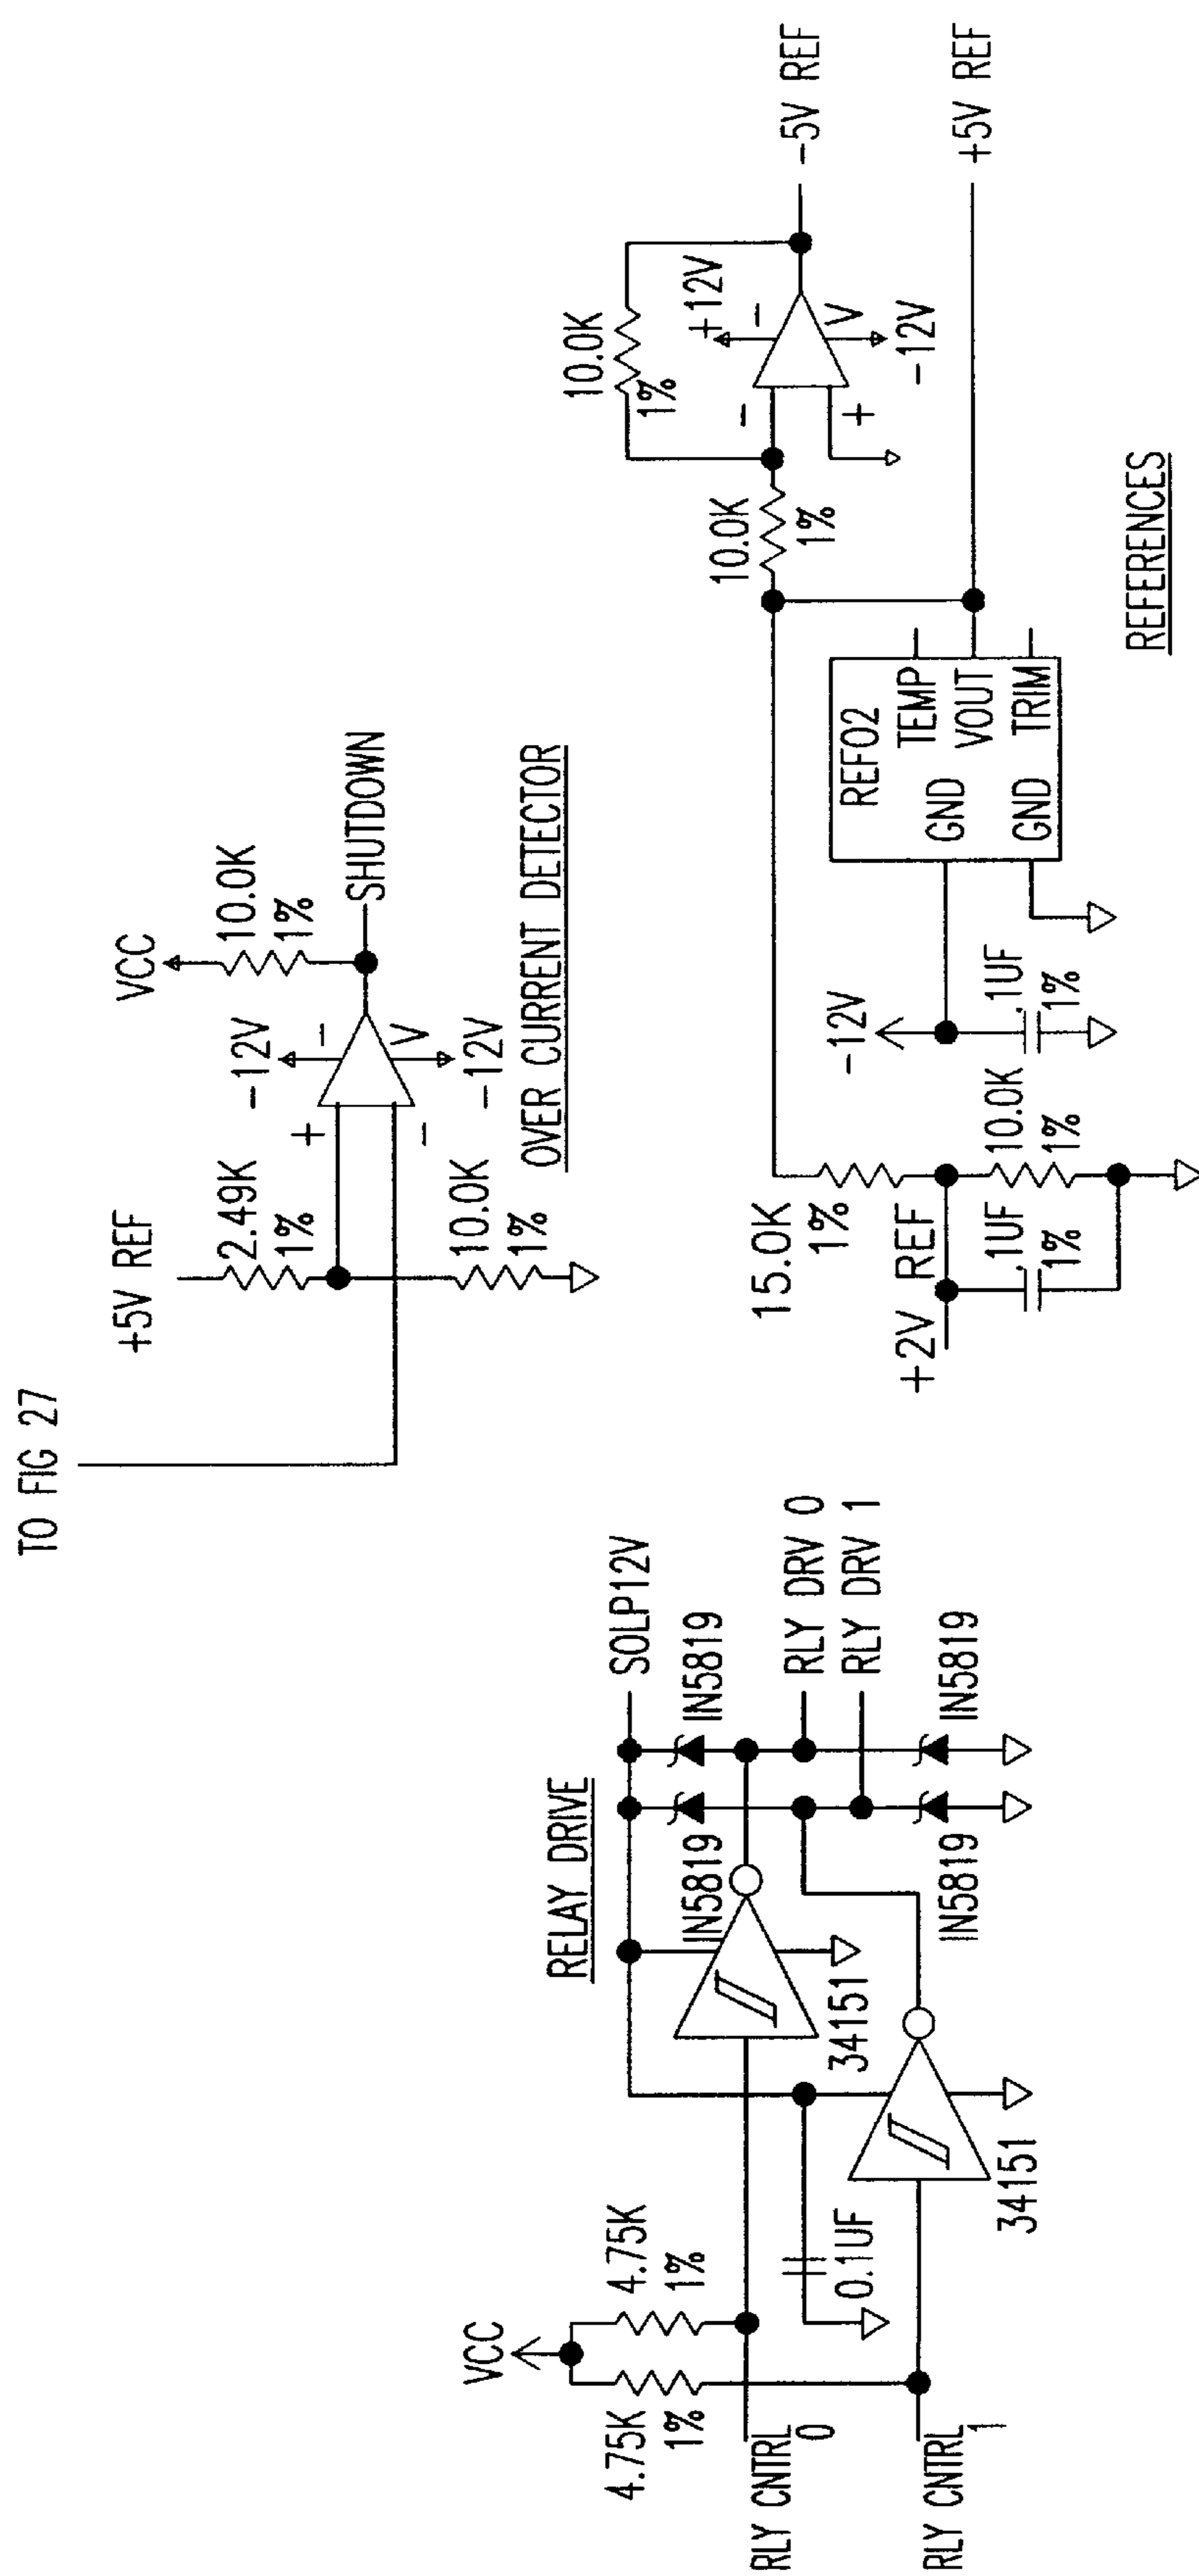 TO FIG 27
+5V REF
2.49K
1%
10.0K
1%
+
-
-12V
-
V
-12V
VCC
10.0K
1%
SHUTDOWN
OVER CURRENT DETECTOR
RELAY DRIVE
VCC
4.75K
1%
4.75K
1%
RLY CNTRL
0
RLY CNTRL
1
0.1UF
34151
34151
IN5819
IN5819
IN5819
IN5819
SOLP12V
RLY DRV 0
RLY DRV 1
+2V REF
15.0K
1%
.1UF
1%
10.0K
1%
-12V
.1UF
1%
REF02
GND
GND
TEMP
VOUT
TRIM
10.0K
1%
10.0K
1%
-
+
+12V
-
V
-12V
-5V REF
+5V REF
REFERENCES